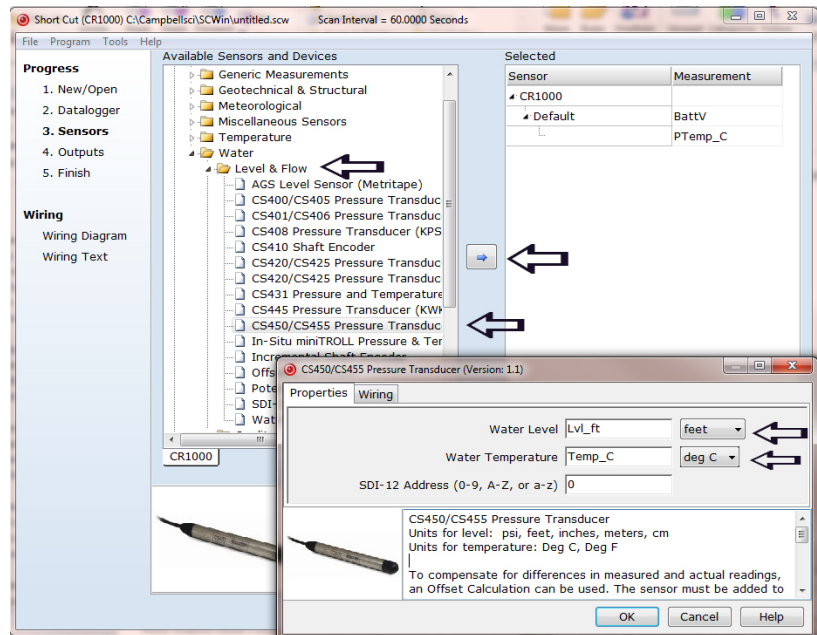 Short Cut (CR1000) C:\Campbellsci\SCWin\untitled.scw Scan Interval = 60.0000 Seconds
File Program Tools Help
Progress
1. New/Open
2. Datalogger
3. Sensors
4. Outputs
5. Finish
Wiring
Wiring Diagram
Wiring Text
Available Sensors and Devices
Generic Measurements
Geotechnical & Structural
Meteorological
Miscellaneous Sensors
Temperature
Water
Level & Flow
AGS Level Sensor (Metritape)
CS400/CS405 Pressure Transduc
CS401/CS406 Pressure Transduc
CS408 Pressure Transducer (KPS
CS410 Shaft Encoder
CS420/CS425 Pressure Transduc
CS420/CS425 Pressure Transduc
CS431 Pressure and Temperature
CS445 Pressure Transducer (KWK
CS450/CS455 Pressure Transduc
In-Situ miniTROLL Pressure & Ter
Incremental Shaft Encoder
Offs
Pote
SDI-
Wat
CR1000
Selected
Sensor Measurement
CR1000
Default BattV
PTemp_C
CS450/CS455 Pressure Transducer (Version: 1.1)
Properties Wiring
Water Level Lvl_ft feet
Water Temperature Temp_C deg C
SDI-12 Address (0-9, A-Z, or a-z) 0
CS450/CS455 Pressure Transducer
Units for level: psi, feet, inches, meters, cm
Units for temperature: Deg C, Deg F
To compensate for differences in measured and actual readings,
an Offset Calculation can be used. The sensor must be added to
OK Cancel Help